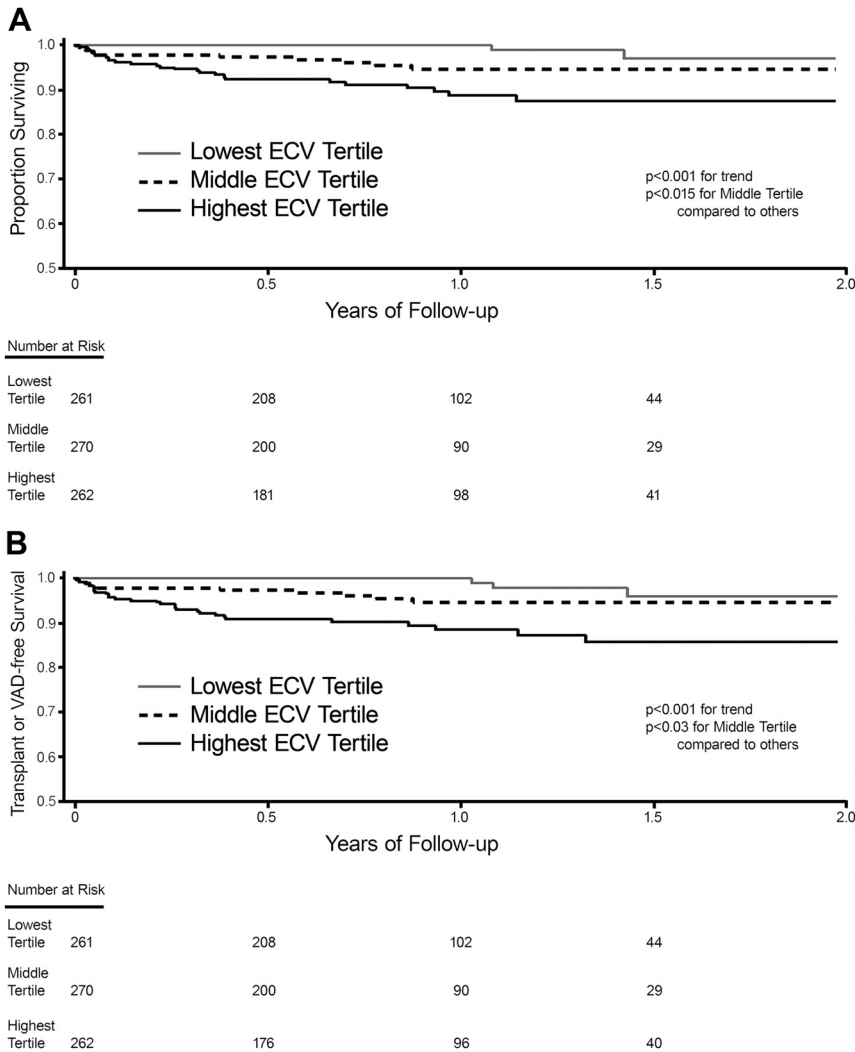 A
Proportion Surviving
1.0
0.9
0.8
0.7
0.6
0.5
Lowest ECV Tertile
Middle ECV Tertile
Highest ECV Tertile
p<0.001 for trend
p<0.015 for Middle Tertile
compared to others
0 0.5 1.0 1.5 2.0
Years of Follow-up
Number at Risk
Lowest
Tertile 261 208 102 44
Middle
Tertile 270 200 90 29
Highest
Tertile 262 181 98 41
B
Transplant or VAD-free Survival
1.0
0.9
0.8
0.7
0.6
0.5
Lowest ECV Tertile
Middle ECV Tertile
Highest ECV Tertile
p<0.001 for trend
p<0.03 for Middle Tertile
compared to others
0 0.5 1.0 1.5 2.0
Years of Follow-up
Number at Risk
Lowest
Tertile 261 208 102 44
Middle
Tertile 270 200 90 29
Highest
Tertile 262 176 96 40